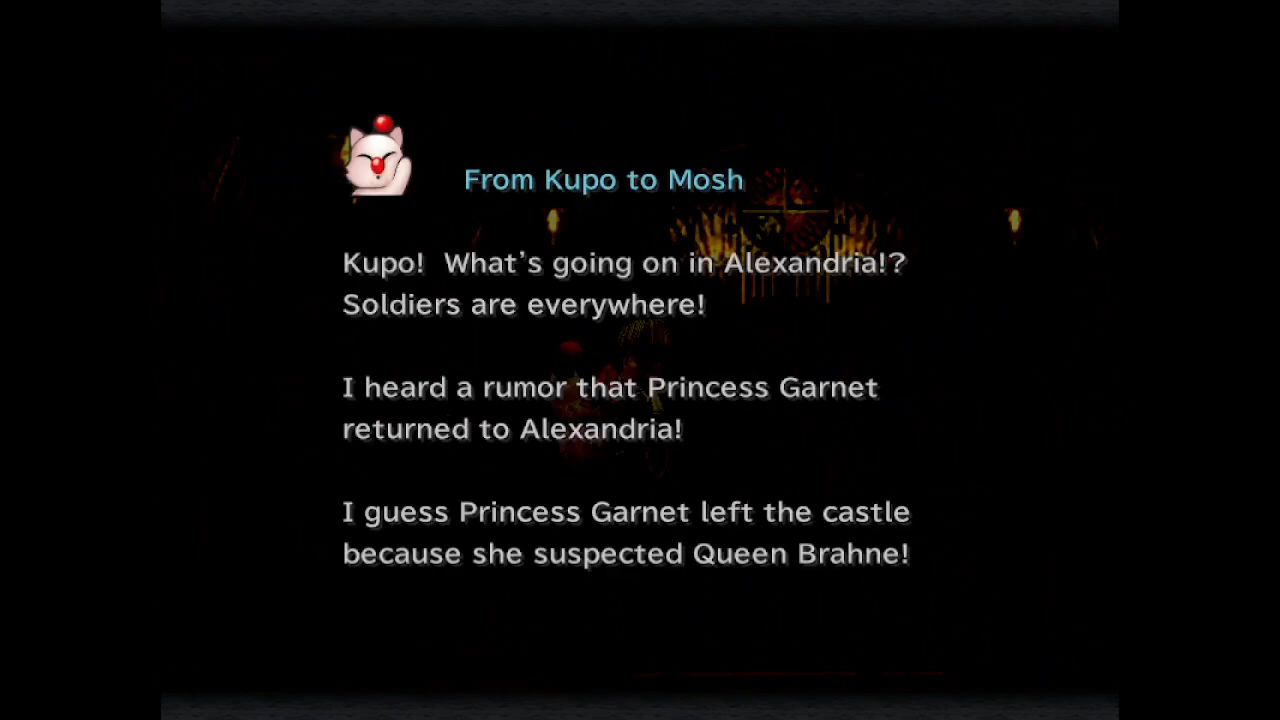 From Kupo to Mosh
Kupo! What's going on in Alexandria!?
Soldiers are everywhere!
I heard a rumor that Princess Garnet
returned to Alexandria!
I guess Princess Garnet left the castle
because she suspected Queen Brahne!